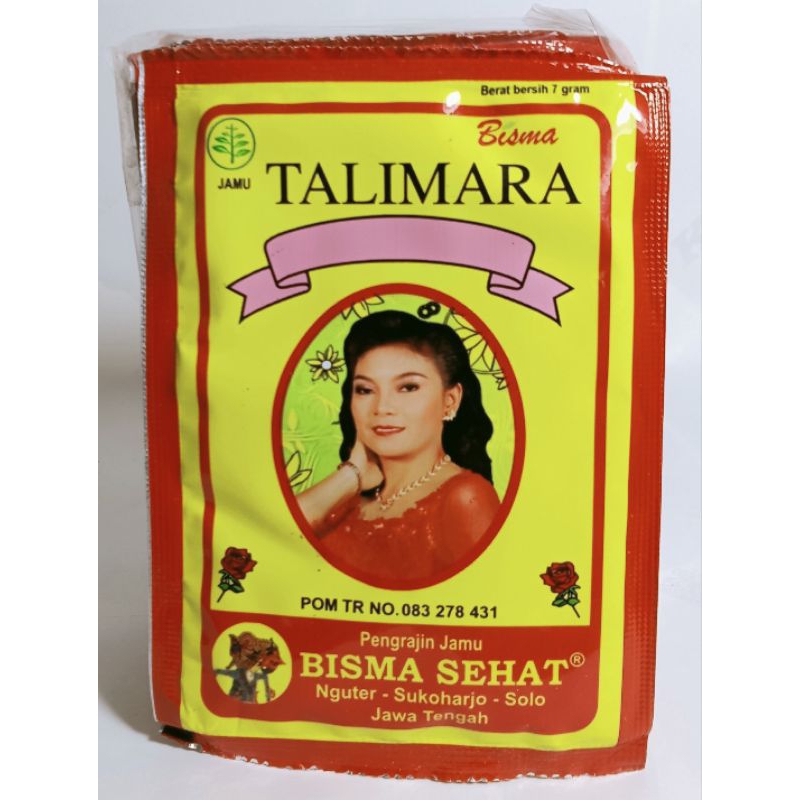 Berat bersih 7 gram
Bisma
JAMU
TALIMARA
POM TR NO. 083 278 431
Pengrajin Jamu
BISMA SEHAT®
Nguter - Sukoharjo - Solo
Jawa Tengah